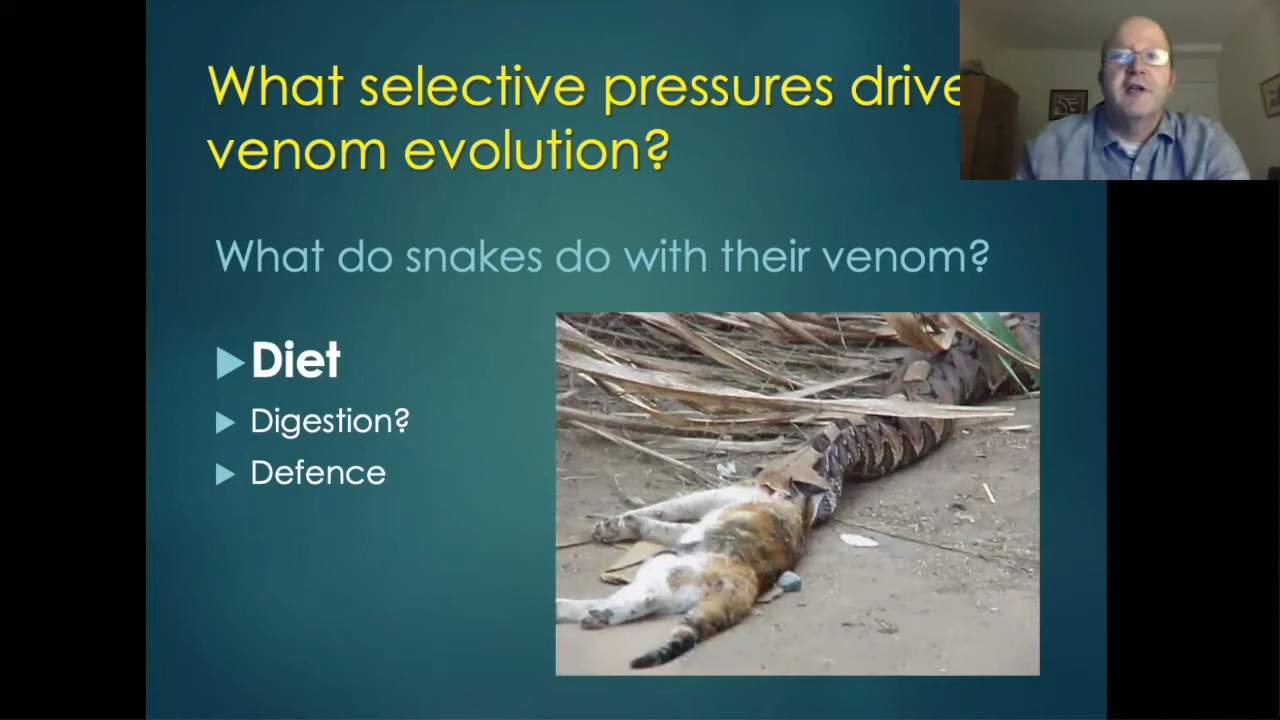 What selective pressures drive
venom evolution?
What do snakes do with their venom?
Diet
Digestion?
Defence